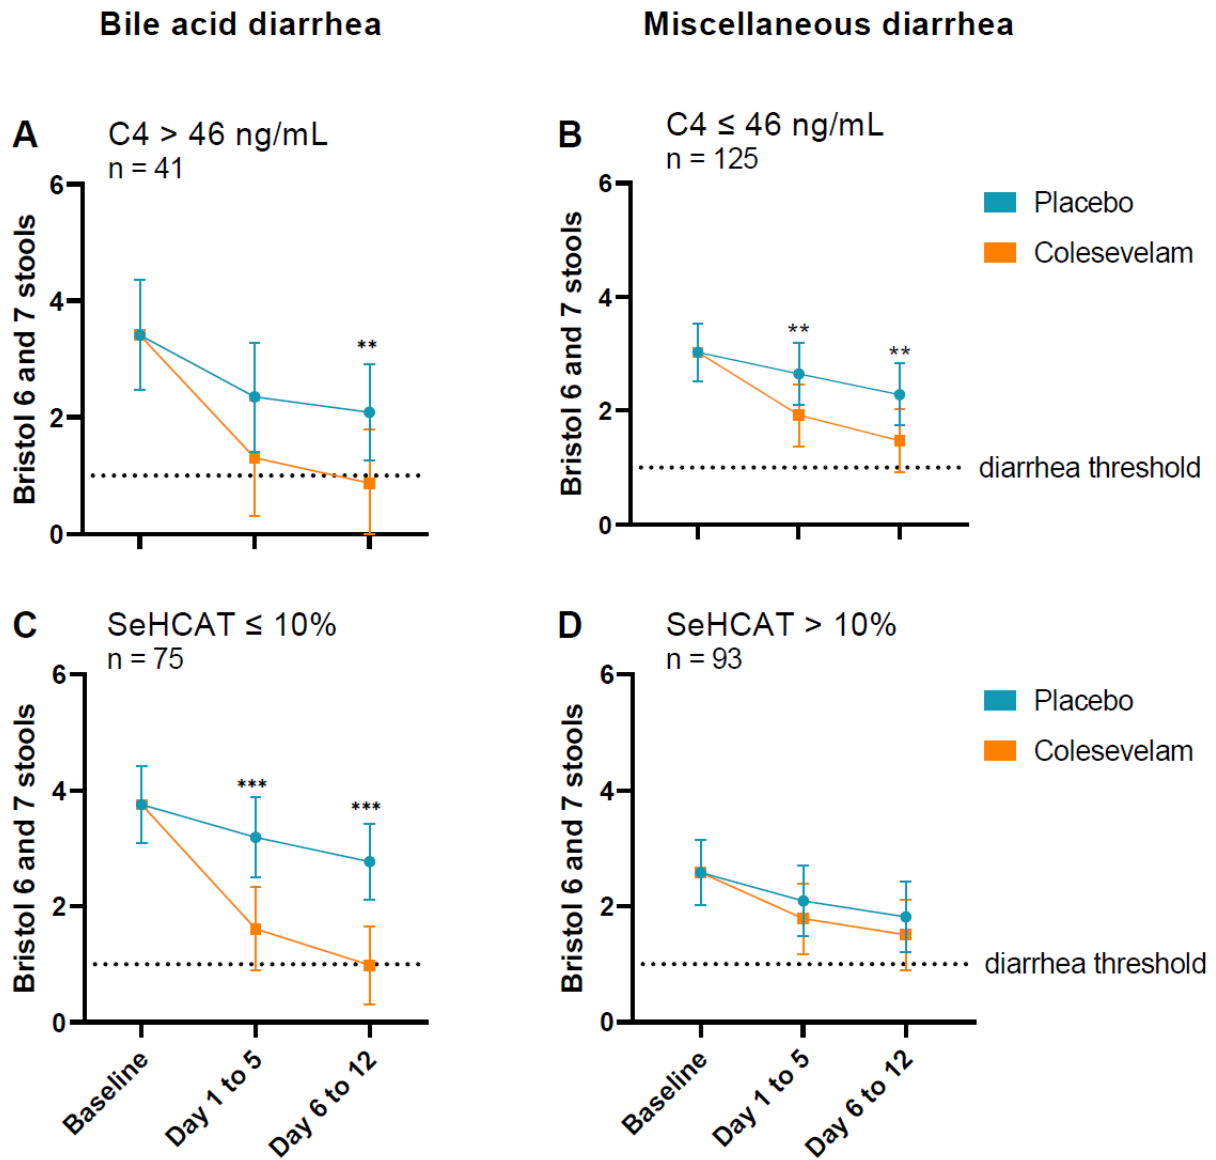 Bile acid diarrhea
Miscellaneous diarrhea
A
C4 > 46 ng/mL
n = 41
Bristol 6 and 7 stools
6
4
2
0
**
B
C4 ≤ 46 ng/mL
n = 125
Bristol 6 and 7 stools
6
4
2
0
**
**
Placebo
Colesevelam
diarrhea threshold
C
SeHCAT ≤ 10%
n = 75
Bristol 6 and 7 stools
6
4
2
0
***
***
Baseline
Day 1 to 5
Day 6 to 12
D
SeHCAT > 10%
n = 93
Bristol 6 and 7 stools
6
4
2
0
Placebo
Colesevelam
diarrhea threshold
Baseline
Day 1 to 5
Day 6 to 12